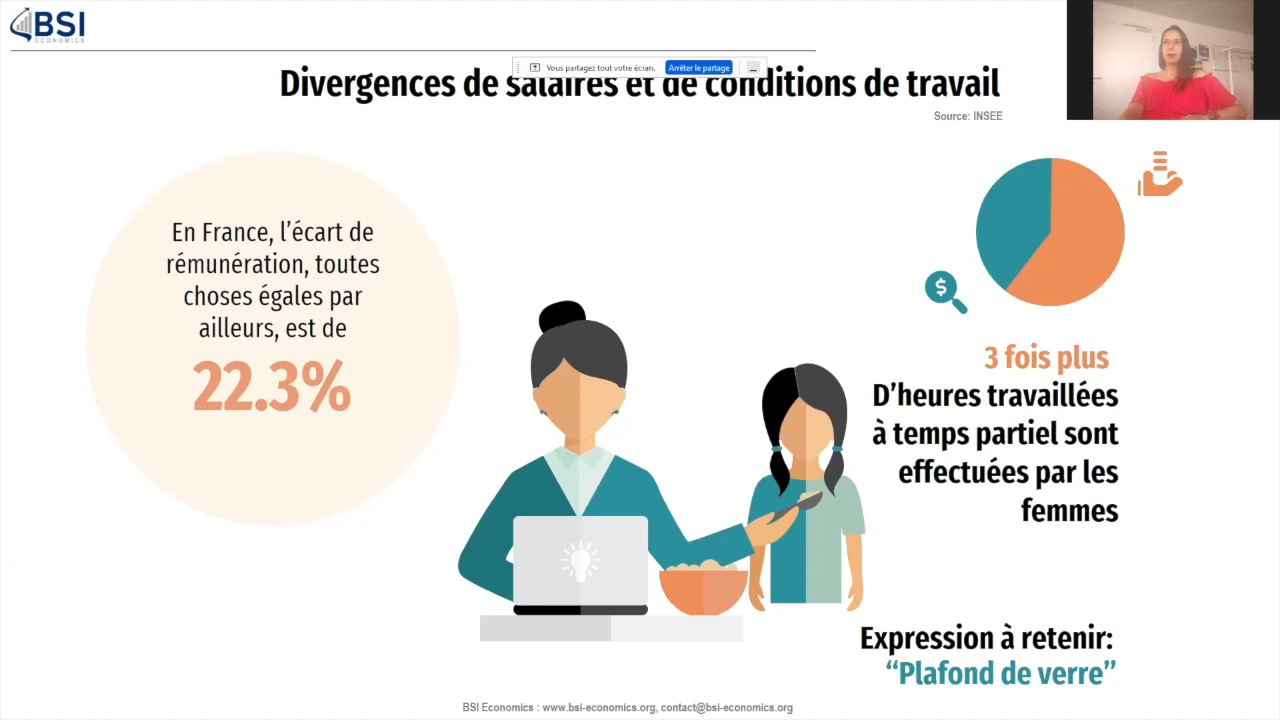 BSI
ECONOMICS
Vous partagez tout votre écran. Arrêter le partage
Divergences de salaires et de conditions de travail
Source: INSEE
En France, l’écart de
rémunération, toutes
choses égales par
ailleurs, est de
22.3%
$
3 fois plus
D’heures travaillées
à temps partiel sont
effectuées par les
femmes
Expression à retenir:
“Plafond de verre”
BSI Economics : www.bsi-economics.org, contact@bsi-economics.org